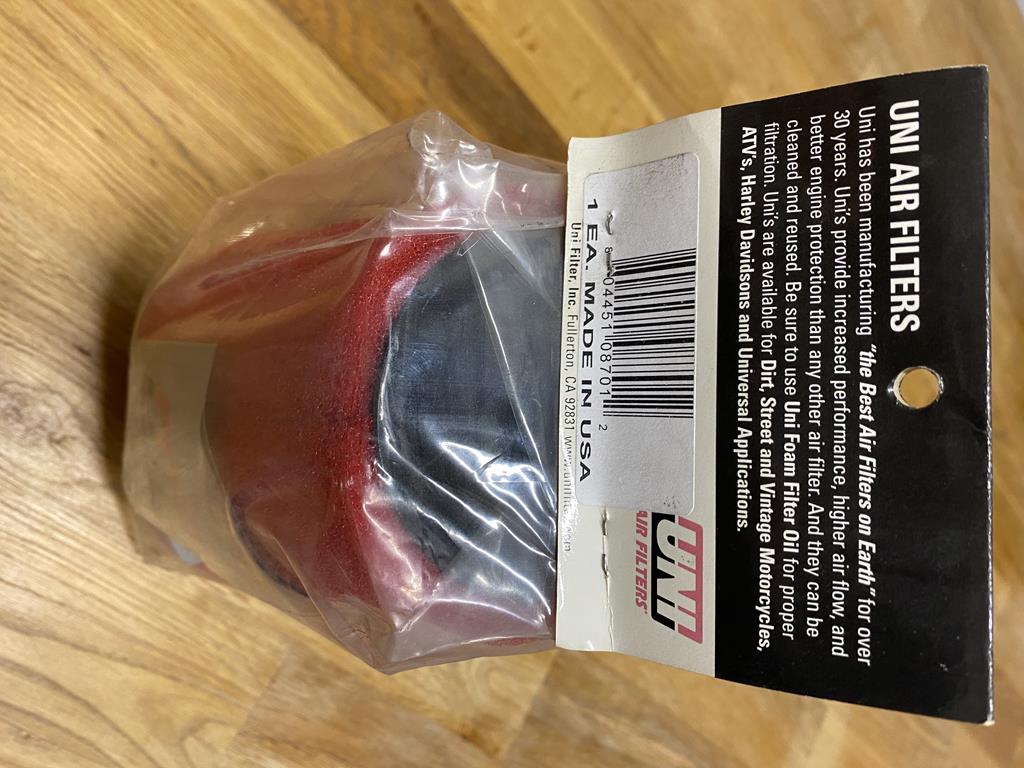 UNI AIR FILTERS
Uni has been manufacturing "the Best Air Filters on Earth" for over
30 years. Uni's provide increased performance, higher air flow, and
better engine protection than any other air filter. And they can be
cleaned and reused. Be sure to use Uni Foam Filter Oil for proper
filtration. Uni's are available for Dirt, Street and Vintage Motorcycles,
ATV's, Harley Davidsons and Universal Applications.
UNI
AIR FILTERS
8 04451 08701 2
1 EA. MADE IN USA
Uni Filter, Inc. Fullerton, CA 92831